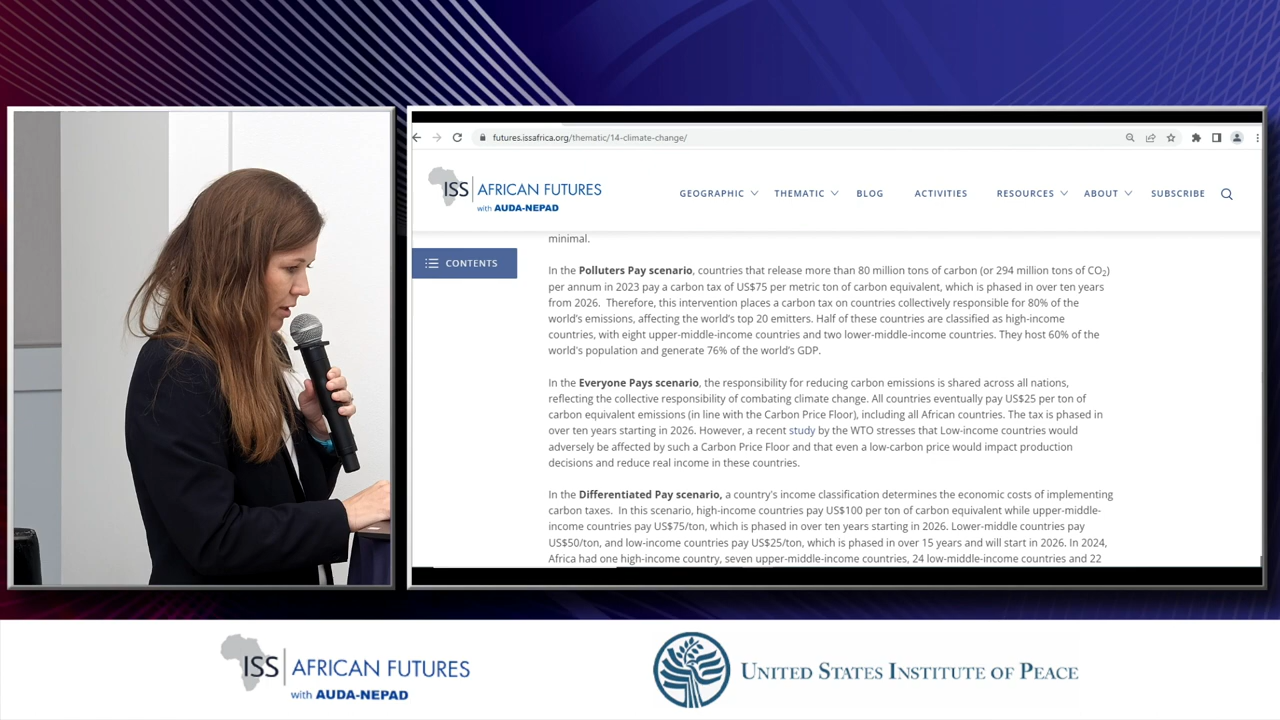 futures.issafrica.org/thematic/14-climate-change/
ISS AFRICAN FUTURES
with AUDA-NEPAD
GEOGRAPHIC THEMATIC BLOG ACTIVITIES RESOURCES ABOUT SUBSCRIBE
CONTENTS
minimal.
In the Polluters Pay scenario, countries that release more than 80 million tons of carbon (or 294 million tons of CO2)
per annum in 2023 pay a carbon tax of US$75 per metric ton of carbon equivalent, which is phased in over ten years
from 2026. Therefore, this intervention places a carbon tax on countries collectively responsible for 80% of the
world's emissions, affecting the world's top 20 emitters. Half of these countries are classified as high-income
countries, with eight upper-middle-income countries and two lower-middle-income countries. They host 60% of the
world's population and generate 76% of the world's GDP.
In the Everyone Pays scenario, the responsibility for reducing carbon emissions is shared across all nations,
reflecting the collective responsibility of combating climate change. All countries eventually pay US$25 per ton of
carbon equivalent emissions (in line with the Carbon Price Floor), including all African countries. The tax is phased in
over ten years starting in 2026. However, a recent study by the WTO stresses that Low-income countries would
adversely be affected by such a Carbon Price Floor and that even a low-carbon price would impact production
decisions and reduce real income in these countries.
In the Differentiated Pay scenario, a country's income classification determines the economic costs of implementing
carbon taxes. In this scenario, high-income countries pay US$100 per ton of carbon equivalent while upper-middle-
income countries pay US$75/ton, which is phased in over ten years starting in 2026. Lower-middle countries pay
US$50/ton, and low-income countries pay US$25/ton, which is phased in over 15 years and will start in 2026. In 2024,
Africa had one high-income country, seven upper-middle-income countries, 24 low-middle-income countries and 22
ISS AFRICAN FUTURES
with AUDA-NEPAD
UNITED STATES INSTITUTE OF PEACE